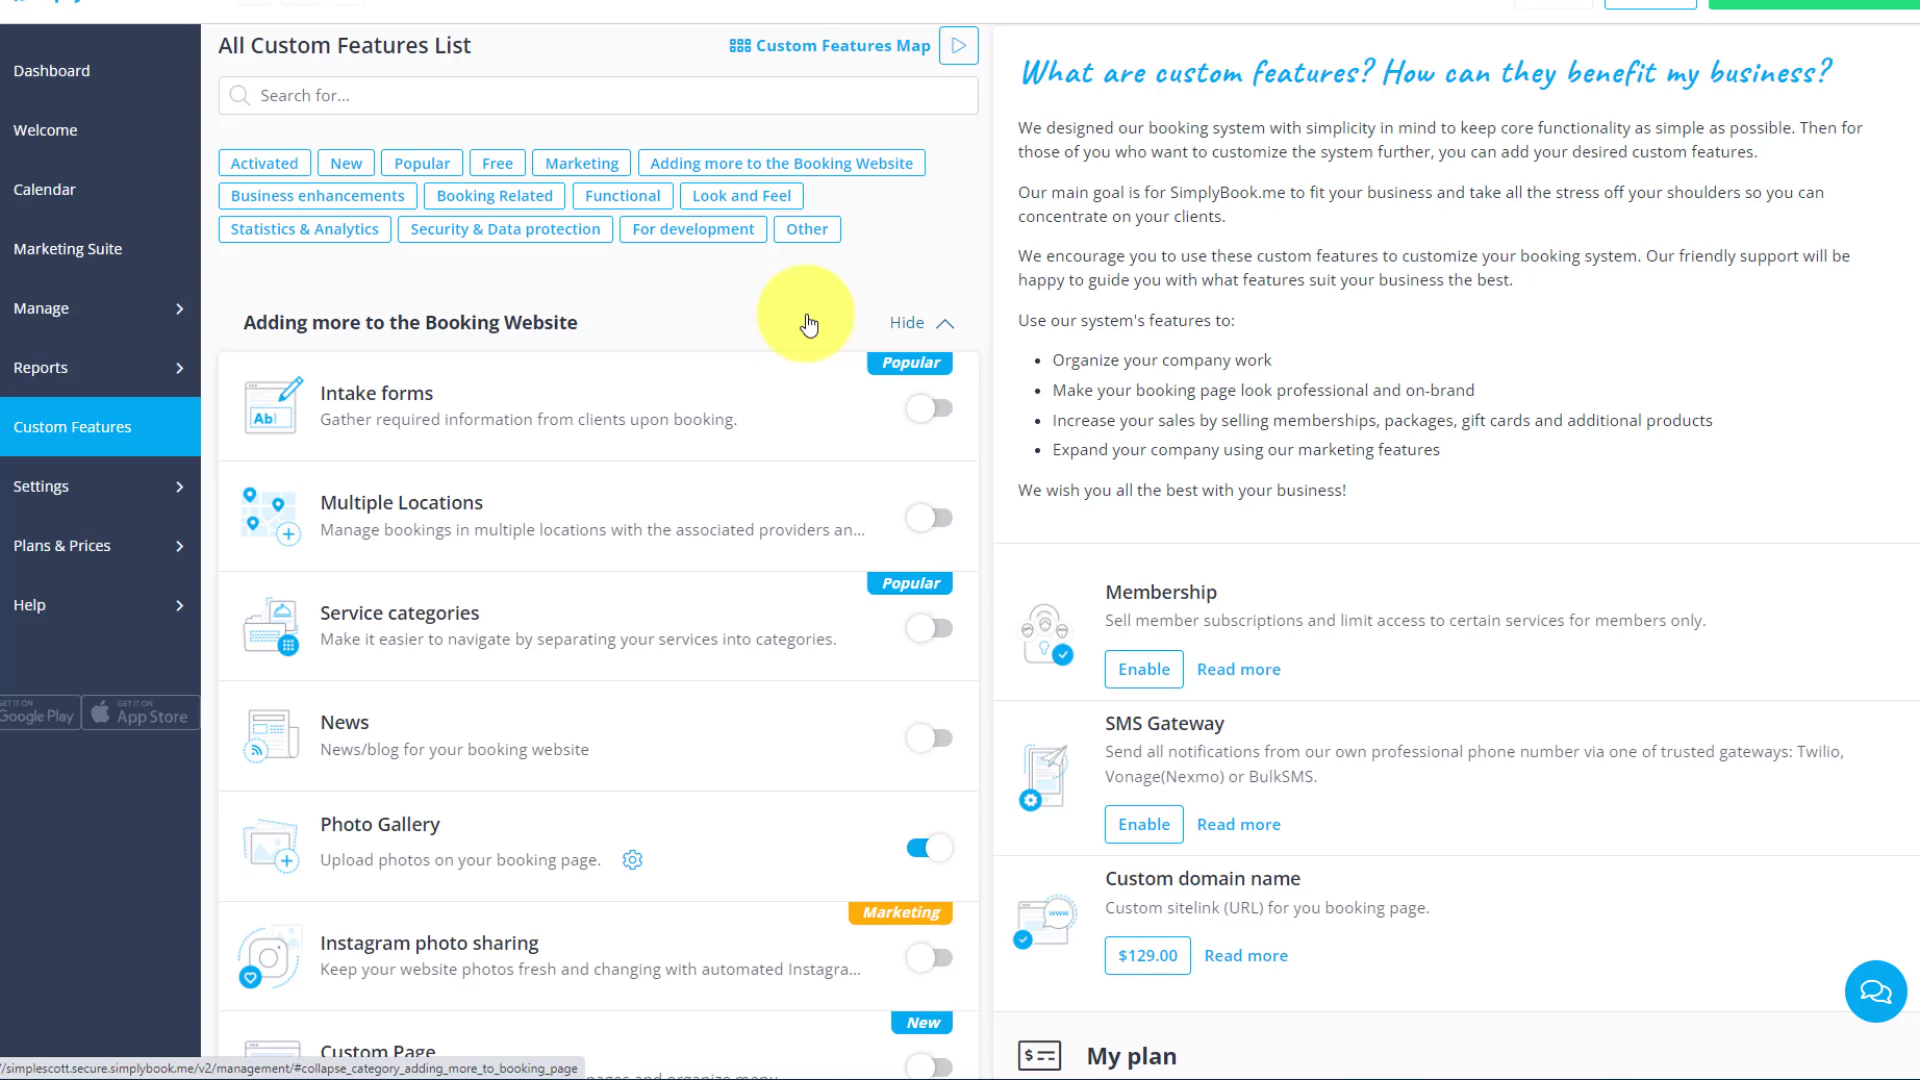 All Custom Features List
Custom Features Map
Search for...
Activated
New
Popular
Free
Marketing
Adding more to the Booking Website
Business enhancements
Booking Related
Functional
Look and Feel
Statistics & Analytics
Security & Data protection
For development
Other
Dashboard
Welcome
Calendar
Marketing Suite
Manage
Reports
Custom Features
Settings
Plans & Prices
Help
GET IT ON
Google Play
GET IT ON
App Store
Adding more to the Booking Website
Hide
Popular
Intake forms
Gather required information from clients upon booking.
Ab
Multiple Locations
Manage bookings in multiple locations with the associated providers an...
Popular
Service categories
Make it easier to navigate by separating your services into categories.
News
News/blog for your booking website
Photo Gallery
Upload photos on your booking page.
Marketing
Instagram photo sharing
Keep your website photos fresh and changing with automated Instagra...
New
Custom Page
pages and organize menu
//simplescott.secure.simplybook.me/v2/management/#collapse_category_adding_more_to_booking_page
What are custom features? How can they benefit my business?
We designed our booking system with simplicity in mind to keep core functionality as simple as possible. Then for
those of you who want to customize the system further, you can add your desired custom features.
Our main goal is for SimplyBook.me to fit your business and take all the stress off your shoulders so you can
concentrate on your clients.
We encourage you to use these custom features to customize your booking system. Our friendly support will be
happy to guide you with what features suit your business the best.
Use our system's features to:
• Organize your company work
• Make your booking page look professional and on-brand
• Increase your sales by selling memberships, packages, gift cards and additional products
• Expand your company using our marketing features
We wish you all the best with your business!
Membership
Sell member subscriptions and limit access to certain services for members only.
Enable
Read more
SMS Gateway
Send all notifications from our own professional phone number via one of trusted gateways: Twilio,
Vonage(Nexmo) or BulkSMS.
Enable
Read more
Custom domain name
Custom sitelink (URL) for you booking page.
www
$129.00
Read more
$
My plan